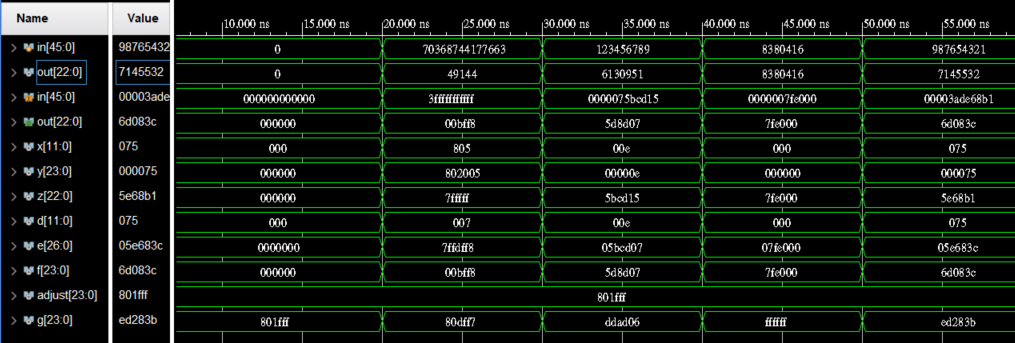 Name Value 10.000 ns 15.000 ns 20.000 ns 25.000 ns 30.000 ns 35.000 ns 40.000 ns 45.000 ns 50.000 ns 55.000 ns
in[45:0] 98765432 0 70368744177663 123456789 8380416 987654321
out[22:0] 7145532 0 49144 6130951 8380416 7145532
in[45:0] 00003ade 000000000000 3fffffffffff 0000075bcd15 0000007fe000 00003ade68b1
out[22:0] 6d083c 000000 00bff8 5d8d07 7fe000 6d083c
x[11:0] 075 000 805 00e 000 075
y[23:0] 000075 000000 802005 00000e 000000 000075
z[22:0] 5e68b1 000000 7fffff 5bcd15 7fe000 5e68b1
d[11:0] 075 000 007 00e 000 075
e[26:0] 05e683c 0000000 7ffdff8 05bcd07 07fe000 05e683c
f[23:0] 6d083c 000000 00bff8 5d8d07 7fe000 6d083c
adjust[23:0] 801fff 801fff
g[23:0] ed283b 801fff 80dff7 ddad06 ffffff ed283b